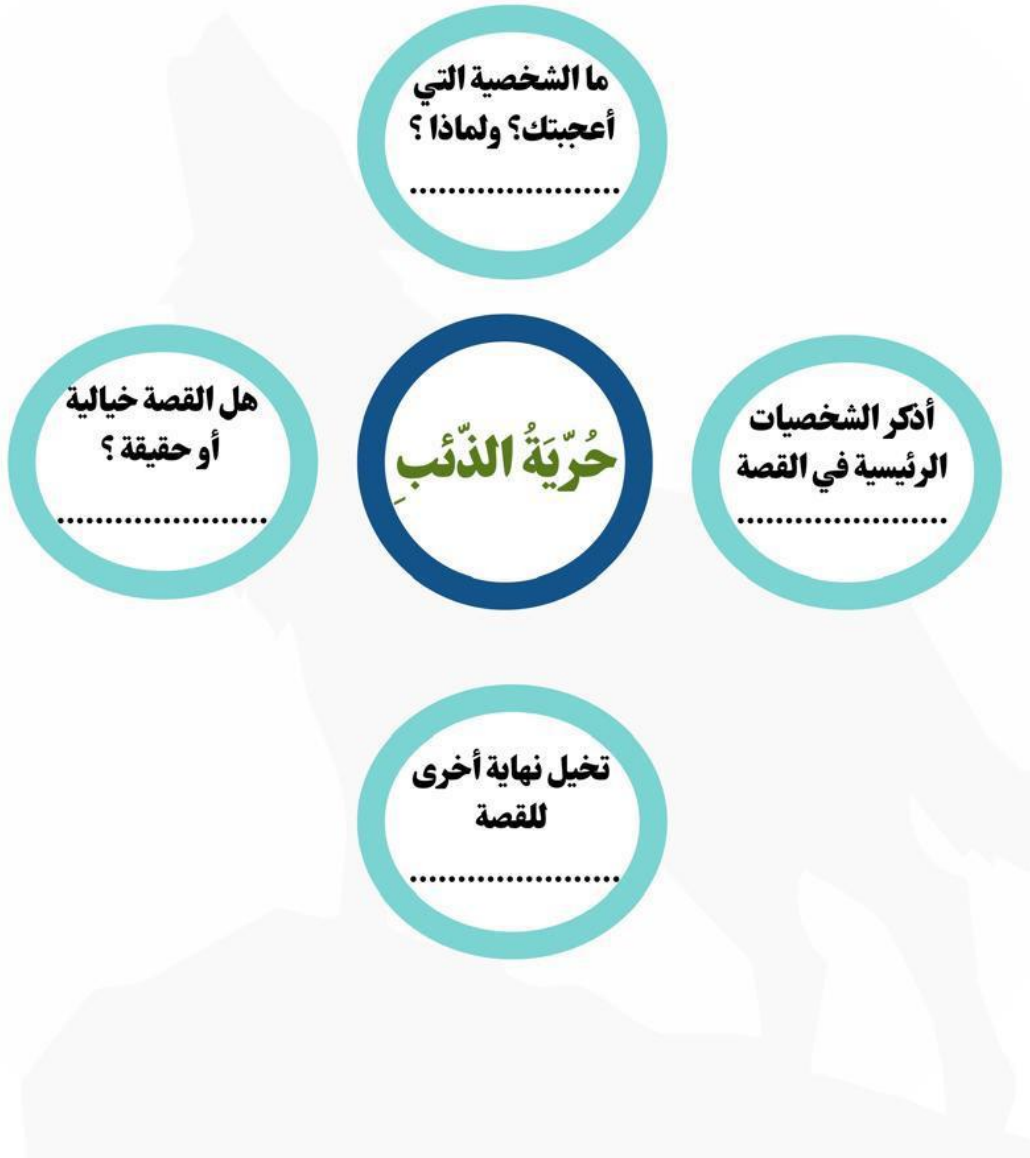 ما الشخصية التي
أعجبتك؟ ولماذا ؟
......................
أذكر الشخصيات
الرئيسية في القصة
......................
حُرّيَةُ الذّئبِ
هل القصة خيالية
أو حقيقة ؟
......................
تخيل نهاية أخرى
للقصة
......................